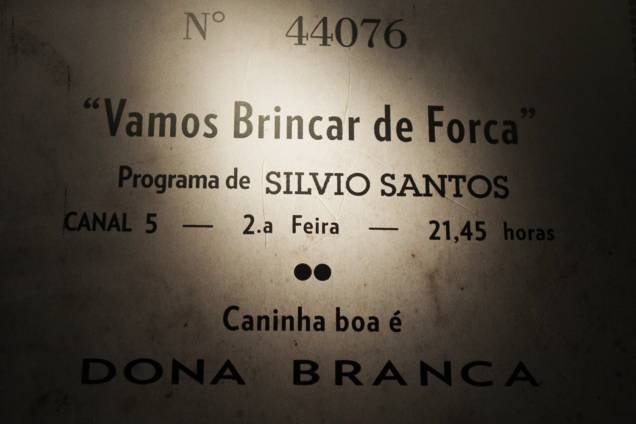 N° 44076
“Vamos Brincar de Forca”
Programa de SILVIO SANTOS
CANAL 5 — 2.a Feira — 21,45 horas
Caninha boa é
DONA BRANCA